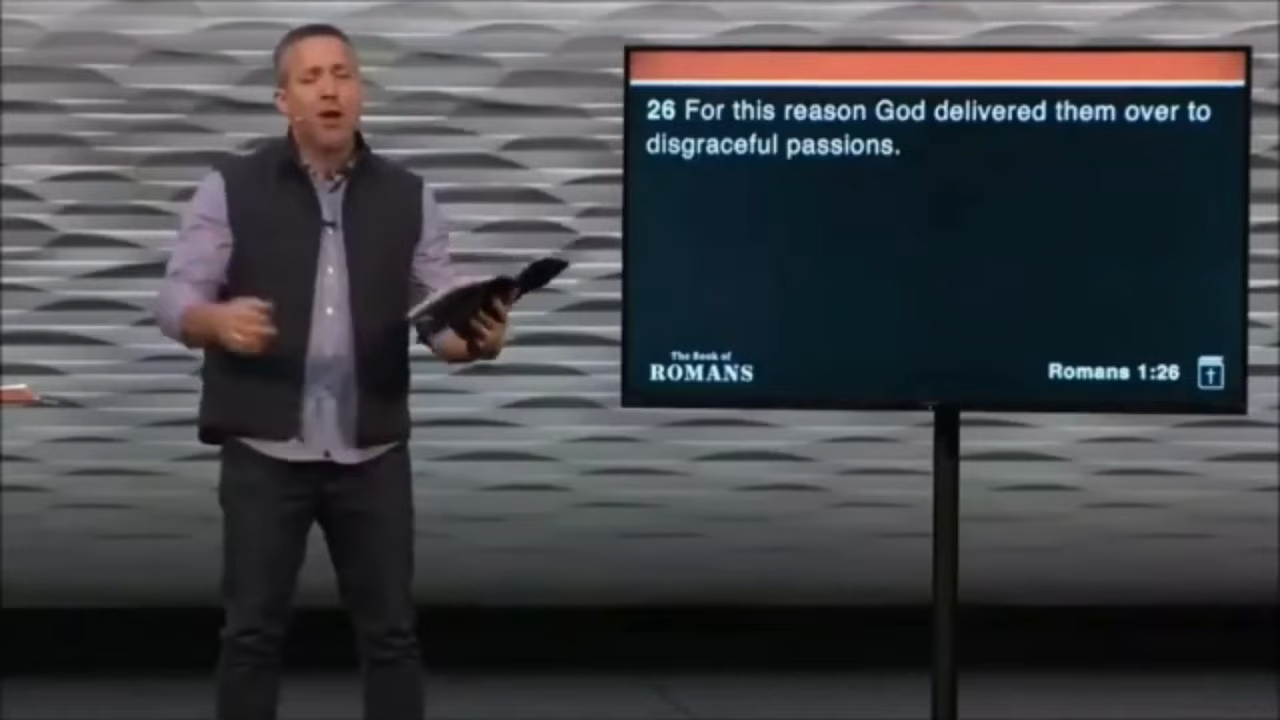 26 For this reason God delivered them over to
disgraceful passions.
The Book of
ROMANS
Romans 1:26